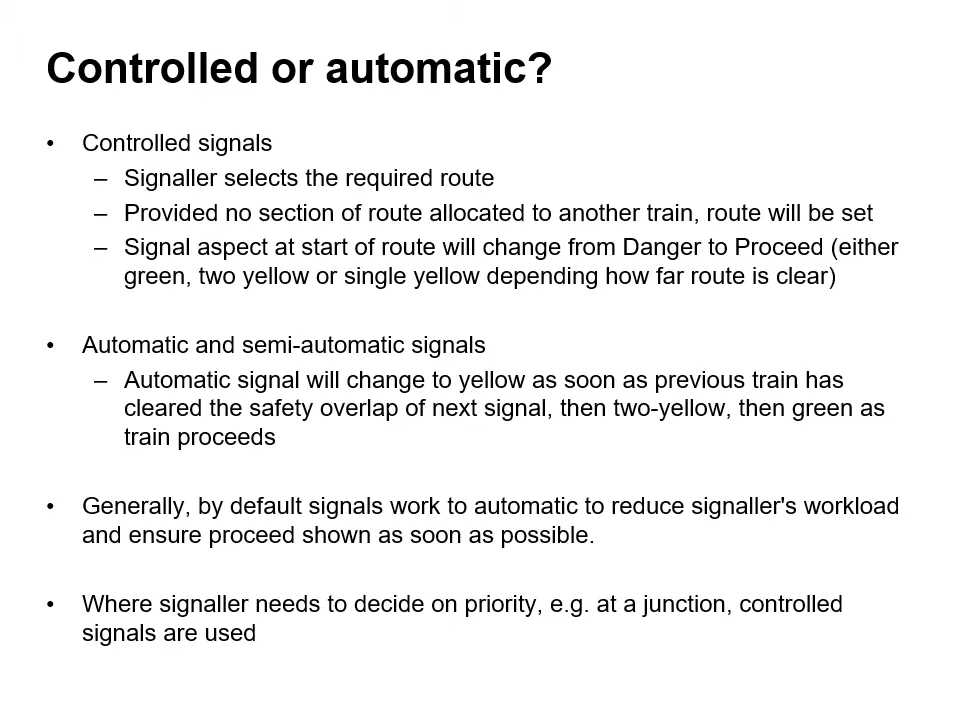 Controlled or automatic?
• Controlled signals
– Signaller selects the required route
– Provided no section of route allocated to another train, route will be set
– Signal aspect at start of route will change from Danger to Proceed (either
green, two yellow or single yellow depending how far route is clear)
• Automatic and semi-automatic signals
– Automatic signal will change to yellow as soon as previous train has
cleared the safety overlap of next signal, then two-yellow, then green as
train proceeds
• Generally, by default signals work to automatic to reduce signaller's workload
and ensure proceed shown as soon as possible.
• Where signaller needs to decide on priority, e.g. at a junction, controlled
signals are used